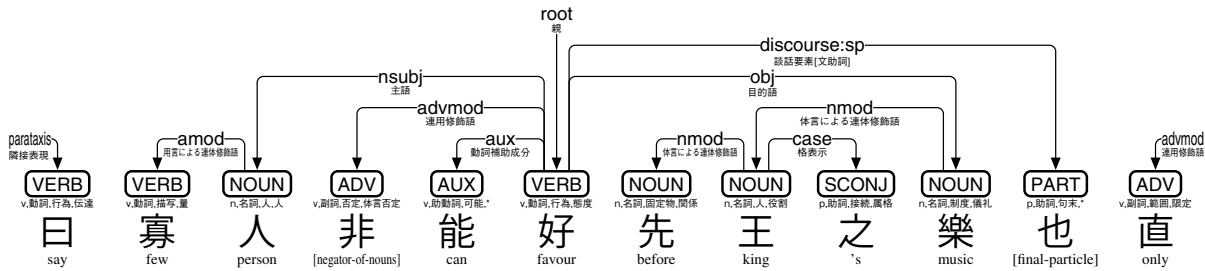 root
親
discourse:sp
談話要素[文助詞]
nsubj
主語
obj
目的語
advmod
連用修飾語
nmod
体言による連体修飾語
parataxis
隣接表現
amod
用言による連体修飾語
aux
動詞補助成分
nmod
体言による連体修飾語
case
格表示
advmod
連用修飾語
VERB VERB NOUN ADV AUX VERB NOUN NOUN SCONJ NOUN PART ADV
v,動詞,行為,伝達 v,動詞,描写,量 n,名詞,人,人 v,副詞,否定,体言否定 v,助動詞,可能,* v,動詞,行為,態度 n,名詞,固定物,関係 n,名詞,人,役割 p,助詞,接続,属格 n,名詞,制度,儀礼 p,助詞,句末,* v,副詞,範囲,限定
曰 寡 人 非 能 好 先 王 之 樂 也 直
say few person [negator-of-nouns] can favour before king 's music [final-particle] only